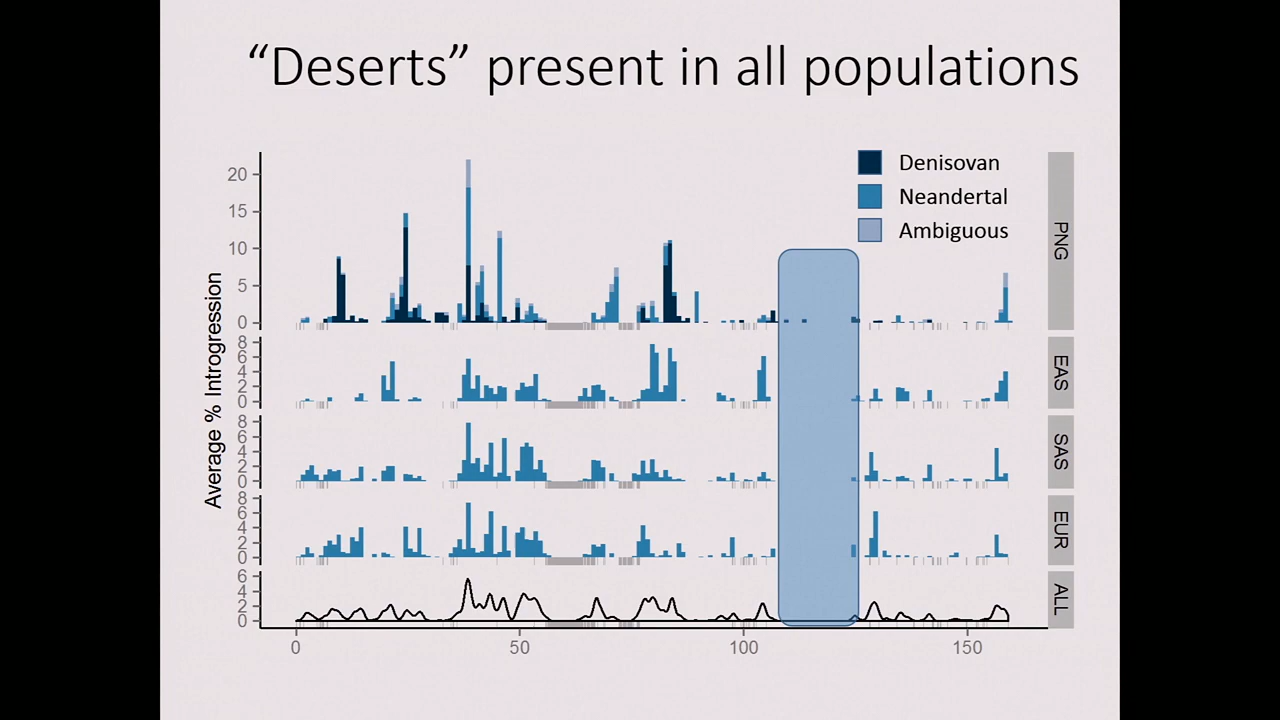 “Deserts” present in all populations
Denisovan
Neandertal
Ambiguous
Average % Introgression
20
15
10
5
0
PNG
8
6
4
2
0
EAS
8
6
4
2
0
SAS
8
6
4
2
0
EUR
6
4
2
0
ALL
0 50 100 150